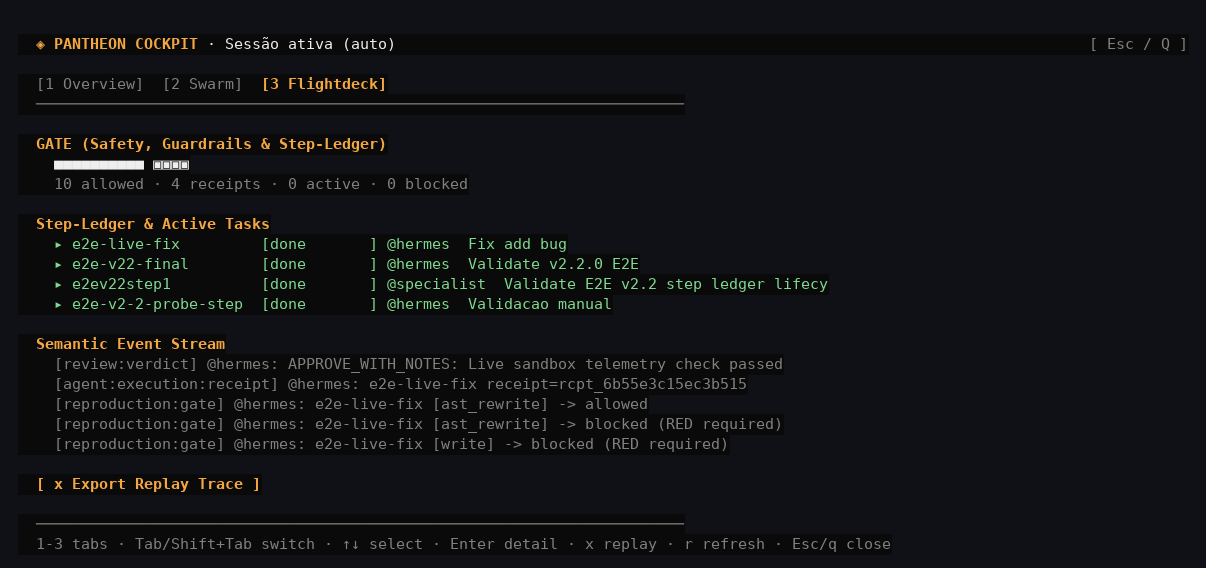 ◈ PANTHEON COCKPIT · Sessão ativa (auto) [ Esc / Q ]
[1 Overview] [2 Swarm] [3 Flightdeck]
GATE (Safety, Guardrails & Step-Ledger)
■■■■■■■■■■ ▣▣▣▣
10 allowed · 4 receipts · 0 active · 0 blocked
Step-Ledger & Active Tasks
▸ e2e-live-fix [done ] @hermes Fix add bug
▸ e2e-v22-final [done ] @hermes Validate v2.2.0 E2E
▸ e2ev22step1 [done ] @specialist Validate E2E v2.2 step ledger lifecy
▸ e2e-v2-2-probe-step [done ] @hermes Validacao manual
Semantic Event Stream
[review:verdict] @hermes: APPROVE_WITH_NOTES: Live sandbox telemetry check passed
[agent:execution:receipt] @hermes: e2e-live-fix receipt=rcpt_6b55e3c15ec3b515
[reproduction:gate] @hermes: e2e-live-fix [ast_rewrite] -> allowed
[reproduction:gate] @hermes: e2e-live-fix [ast_rewrite] -> blocked (RED required)
[reproduction:gate] @hermes: e2e-live-fix [write] -> blocked (RED required)
[ x Export Replay Trace ]
1-3 tabs · Tab/Shift+Tab switch · ↑↓ select · Enter detail · x replay · r refresh · Esc/q close